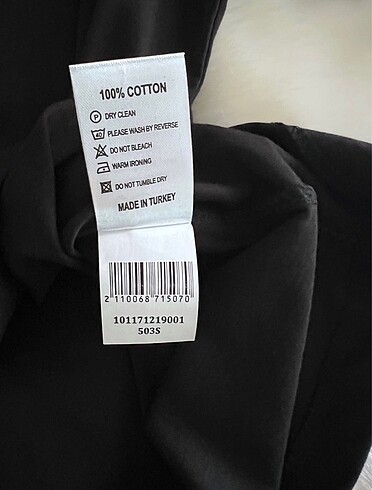 100% COTTON
P DRY CLEAN
40 PLEASE WASH BY REVERSE
DO NOT BLEACH
WARM IRONING
DO NOT TUMBLE DRY
MADE IN TURKEY
2 110068 715070
101171219001
503S